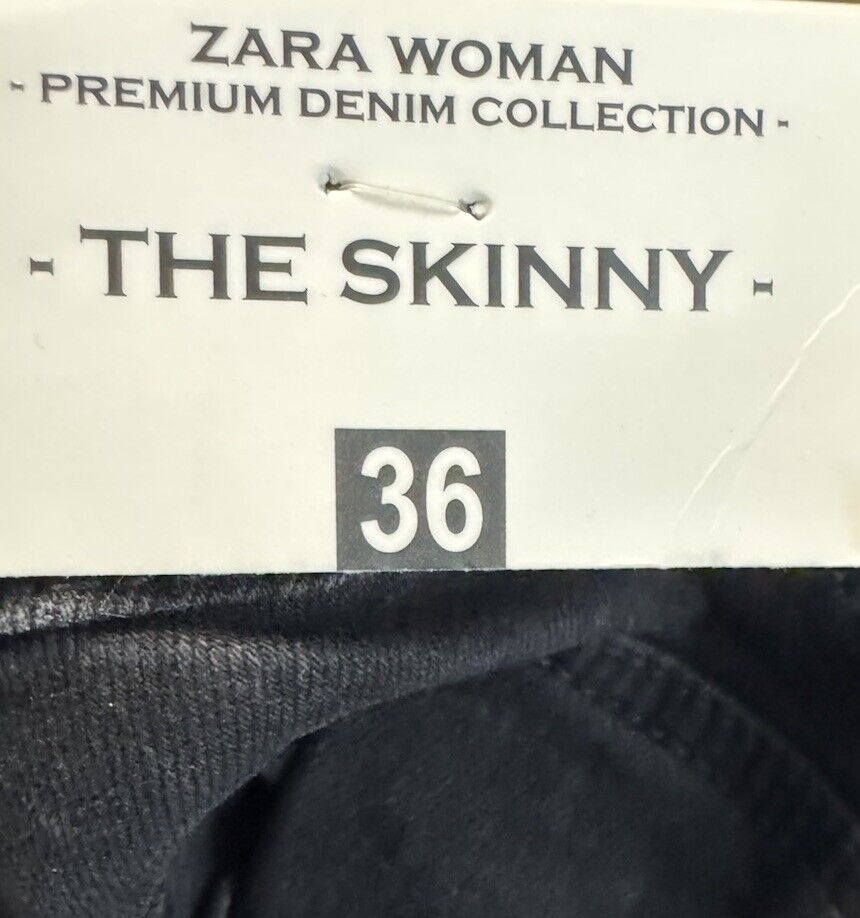 ZARA WOMAN
- PREMIUM DENIM COLLECTION -
- THE SKINNY -
36